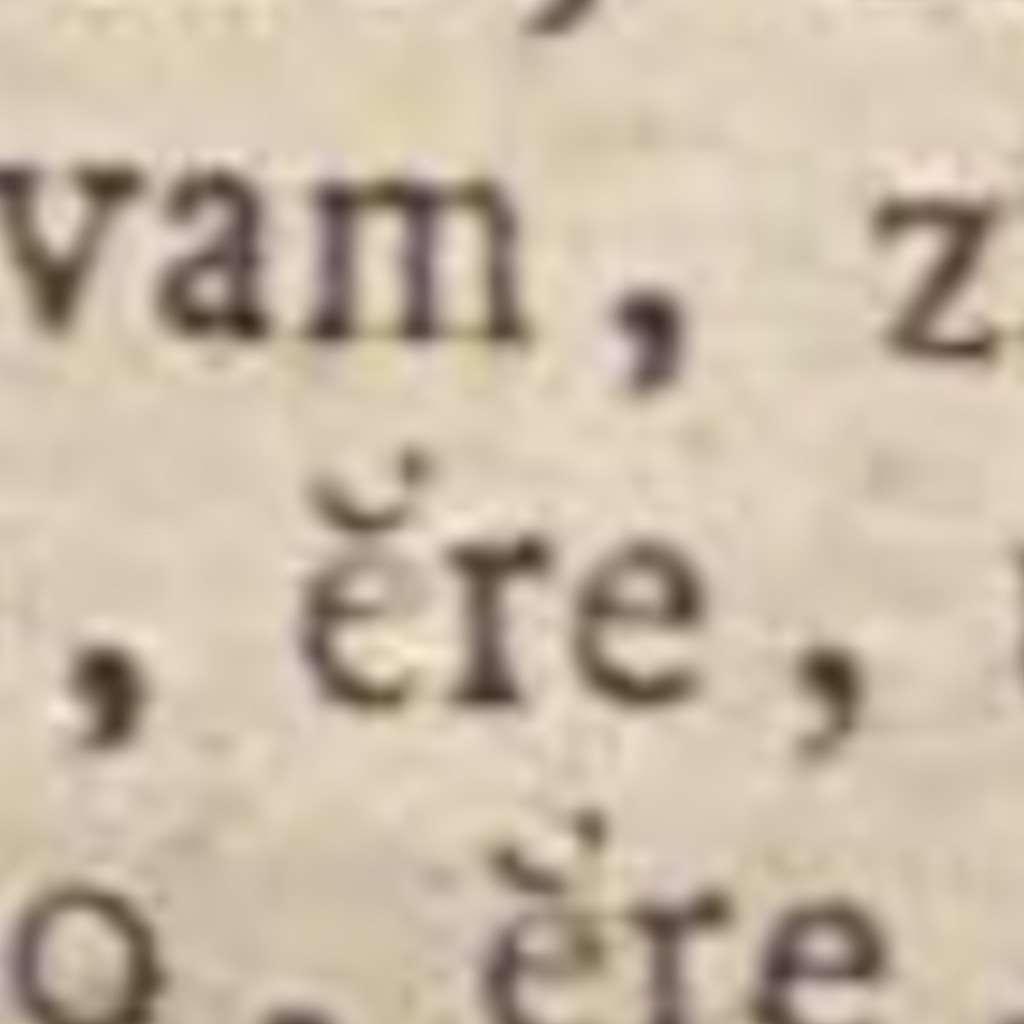 vam, z
, ĕre,
o, ĕre